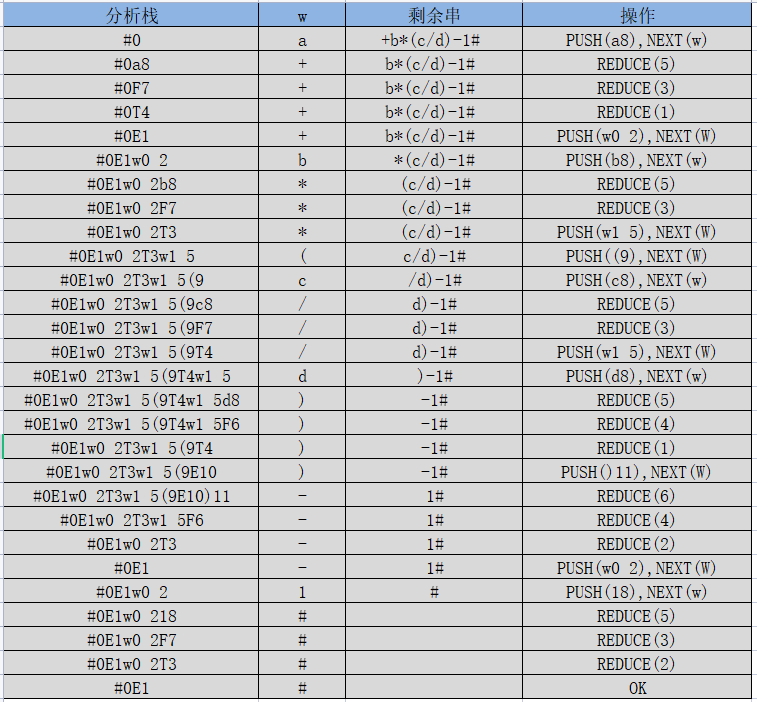 分析栈 w 剩余串 操作
#0 a +b*(c/d)-1# PUSH(a8),NEXT(w)
#0a8 + b*(c/d)-1# REDUCE(5)
#0F7 + b*(c/d)-1# REDUCE(3)
#0T4 + b*(c/d)-1# REDUCE(1)
#0E1 + b*(c/d)-1# PUSH(w0 2),NEXT(W)
#0E1w0 2 b *(c/d)-1# PUSH(b8),NEXT(w)
#0E1w0 2b8 * (c/d)-1# REDUCE(5)
#0E1w0 2F7 * (c/d)-1# REDUCE(3)
#0E1w0 2T3 * (c/d)-1# PUSH(w1 5),NEXT(W)
#0E1w0 2T3w1 5 ( c/d)-1# PUSH((9),NEXT(W)
#0E1w0 2T3w1 5(9 c /d)-1# PUSH(c8),NEXT(w)
#0E1w0 2T3w1 5(9c8 / d)-1# REDUCE(5)
#0E1w0 2T3w1 5(9F7 / d)-1# REDUCE(3)
#0E1w0 2T3w1 5(9T4 / d)-1# PUSH(w1 5),NEXT(W)
#0E1w0 2T3w1 5(9T4w1 5 d )-1# PUSH(d8),NEXT(w)
#0E1w0 2T3w1 5(9T4w1 5d8 ) -1# REDUCE(5)
#0E1w0 2T3w1 5(9T4w1 5F6 ) -1# REDUCE(4)
#0E1w0 2T3w1 5(9T4 ) -1# REDUCE(1)
#0E1w0 2T3w1 5(9E10 ) -1# PUSH()11),NEXT(W)
#0E1w0 2T3w1 5(9E10)11 - 1# REDUCE(6)
#0E1w0 2T3w1 5F6 - 1# REDUCE(4)
#0E1w0 2T3 - 1# REDUCE(2)
#0E1 - 1# PUSH(w0 2),NEXT(W)
#0E1w0 2 1 # PUSH(18),NEXT(w)
#0E1w0 218 # REDUCE(5)
#0E1w0 2F7 # REDUCE(3)
#0E1w0 2T3 # REDUCE(2)
#0E1 # OK